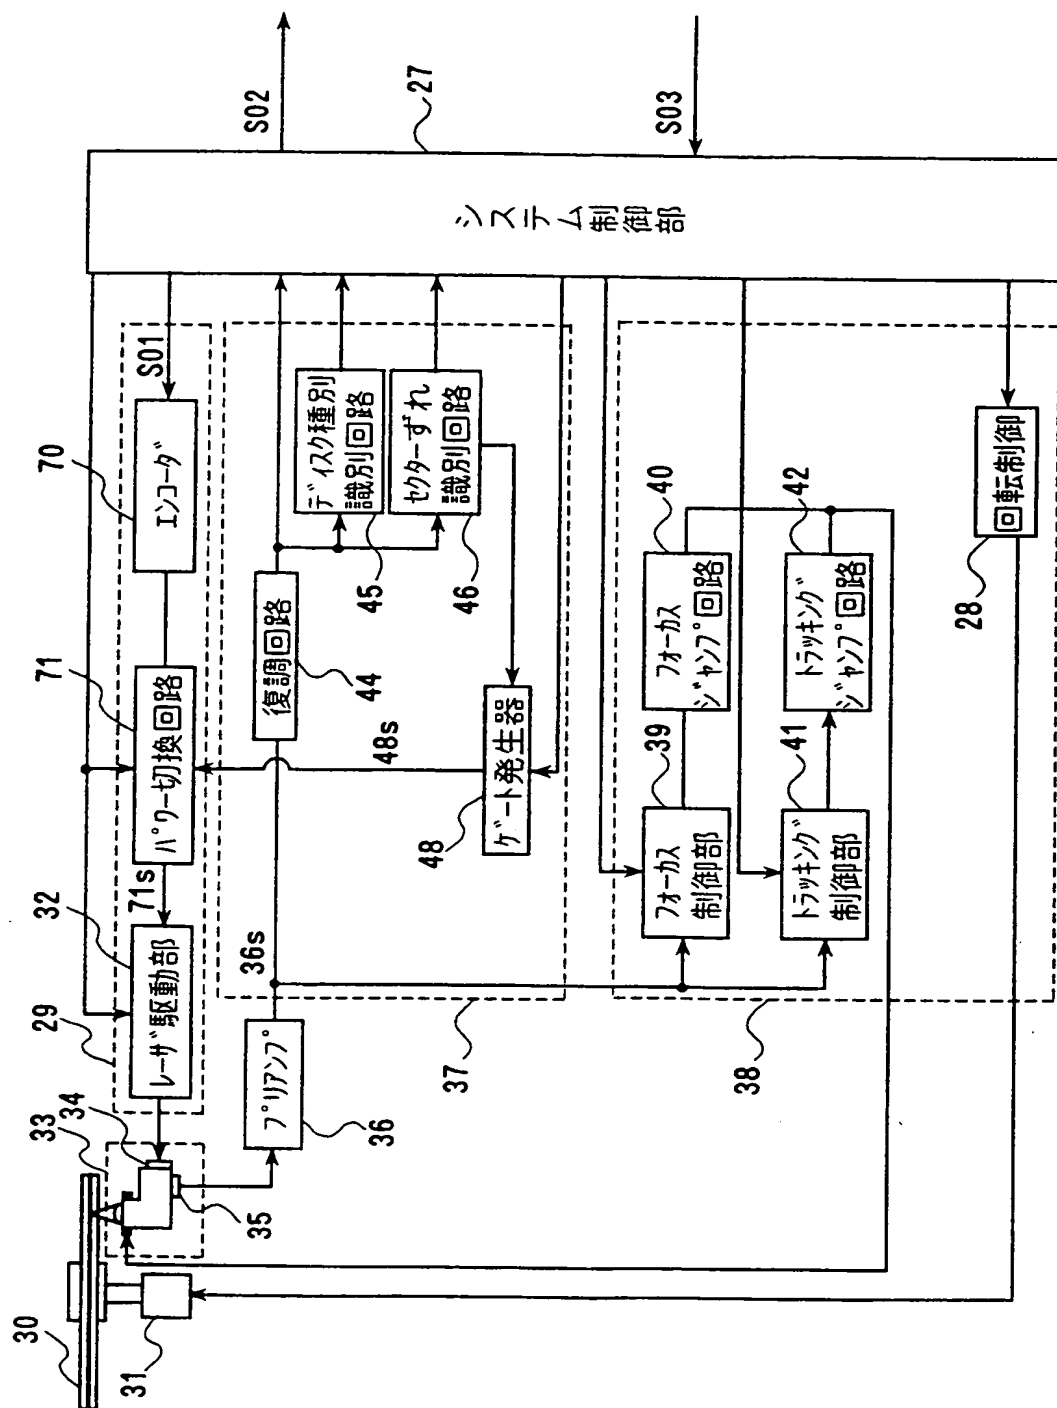 30
31
33
34
35
29
32
レーザ駆動部
71s
71
パワー切換回路
70
エンコーダ
S01
S02
27
システム制御部
S03
プリアンプ
36
36s
復調回路
44
48s
ディスク種別
識別回路
45
セクターずれ
識別回路
46
ゲート発生器
48
37
フォーカス
制御部
39
フォーカス
ジャンプ回路
40
トラッキング
制御部
41
トラッキング
ジャンプ回路
42
38
回転制御
28